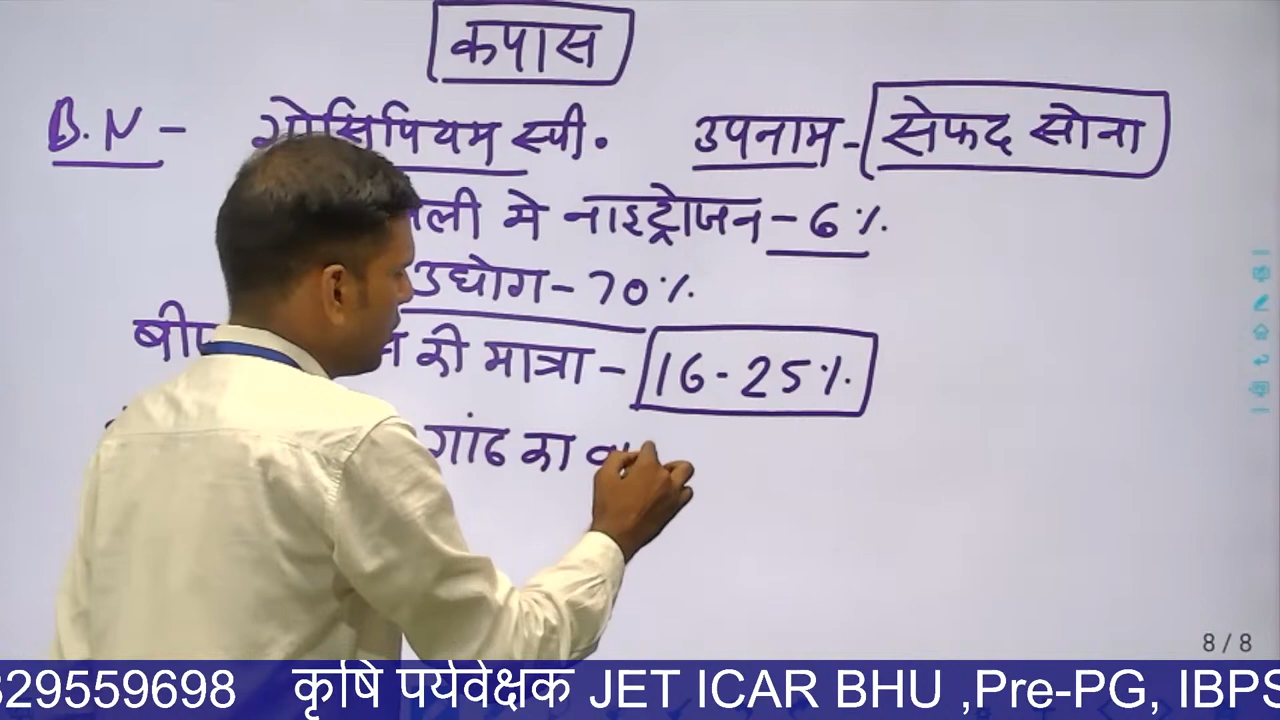 कपास
B.N - गोसिपियम स्पी. उपनाम - सेफद सोना
में नाइट्रोजन - 6%.
उद्योग - 70%.
की मात्रा - 16-25%.
गांठ का
8 / 8
329559698 कृषि पर्यवेक्षक JET ICAR BHU ,Pre-PG, IBPS